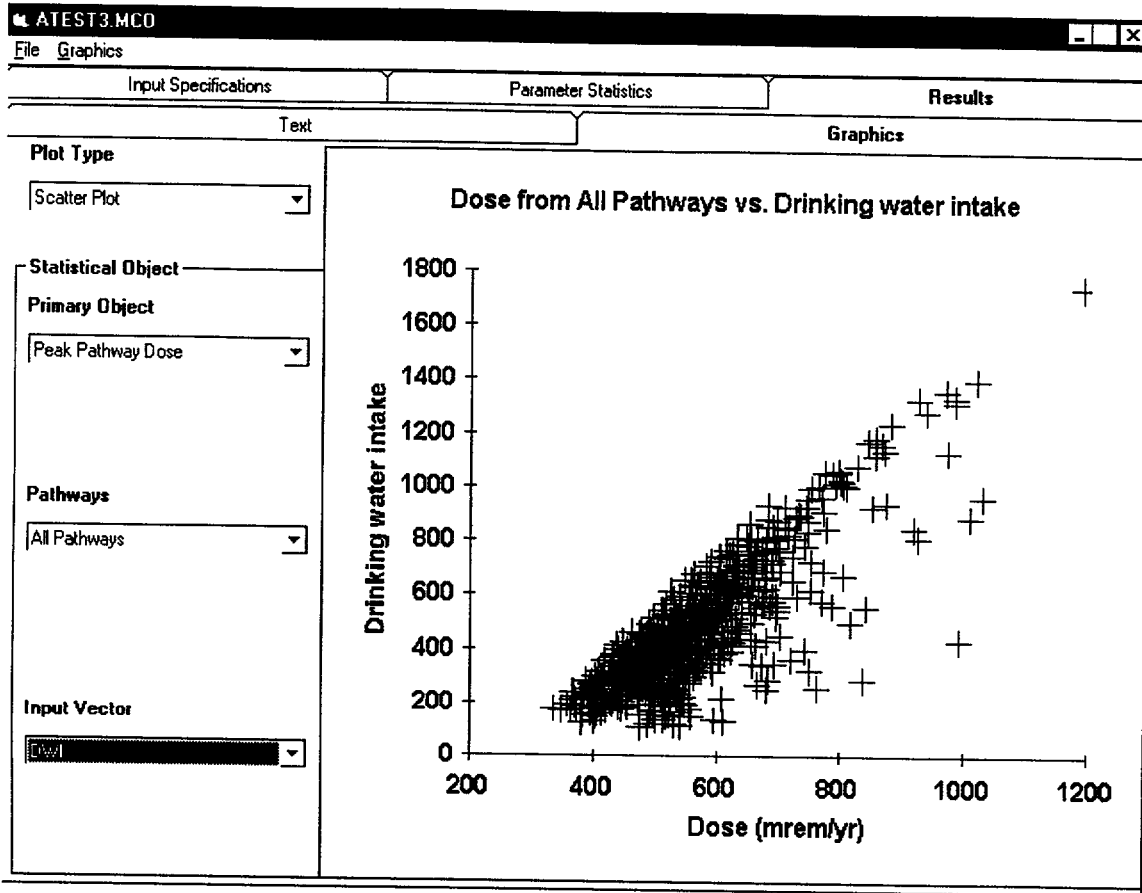 ATEST3.MCO
File Graphics
Input Specifications
Parameter Statistics
Results
Text
Graphics
Plot Type
Scatter Plot
Statistical Object
Primary Object
Peak Pathway Dose
Pathways
All Pathways
Input Vector
DWI
Dose from All Pathways vs. Drinking water intake
Drinking water intake
1800
1600
1400
1200
1000
800
600
400
200
0
200 400 600 800 1000 1200
Dose (mrem/yr)